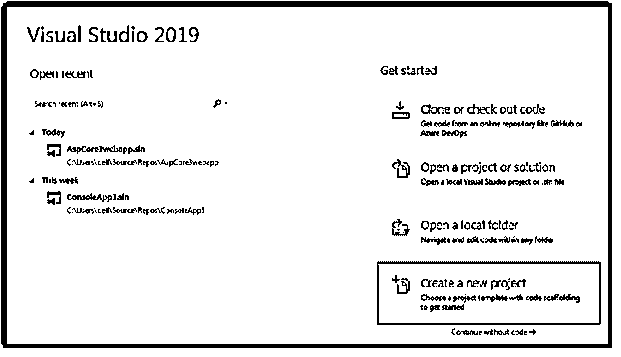 Visual Studio 2019
Open recent
Search recent (Alt+S)
Today
AspCore3webapp.sln
C:\Users\cell\Source\Repos\AspCore3webapp
This week
ConsoleApp1.sln
C:\Users\cell\Source\Repos\ConsoleApp1
Get started
Clone or check out code
Get code from an online repository like GitHub or
Azure DevOps
Open a project or solution
Open a local Visual Studio project or .sln file
Open a local folder
Navigate and edit code within any folder
Create a new project
Choose a project template with code scaffolding
to get started
Continue without code →